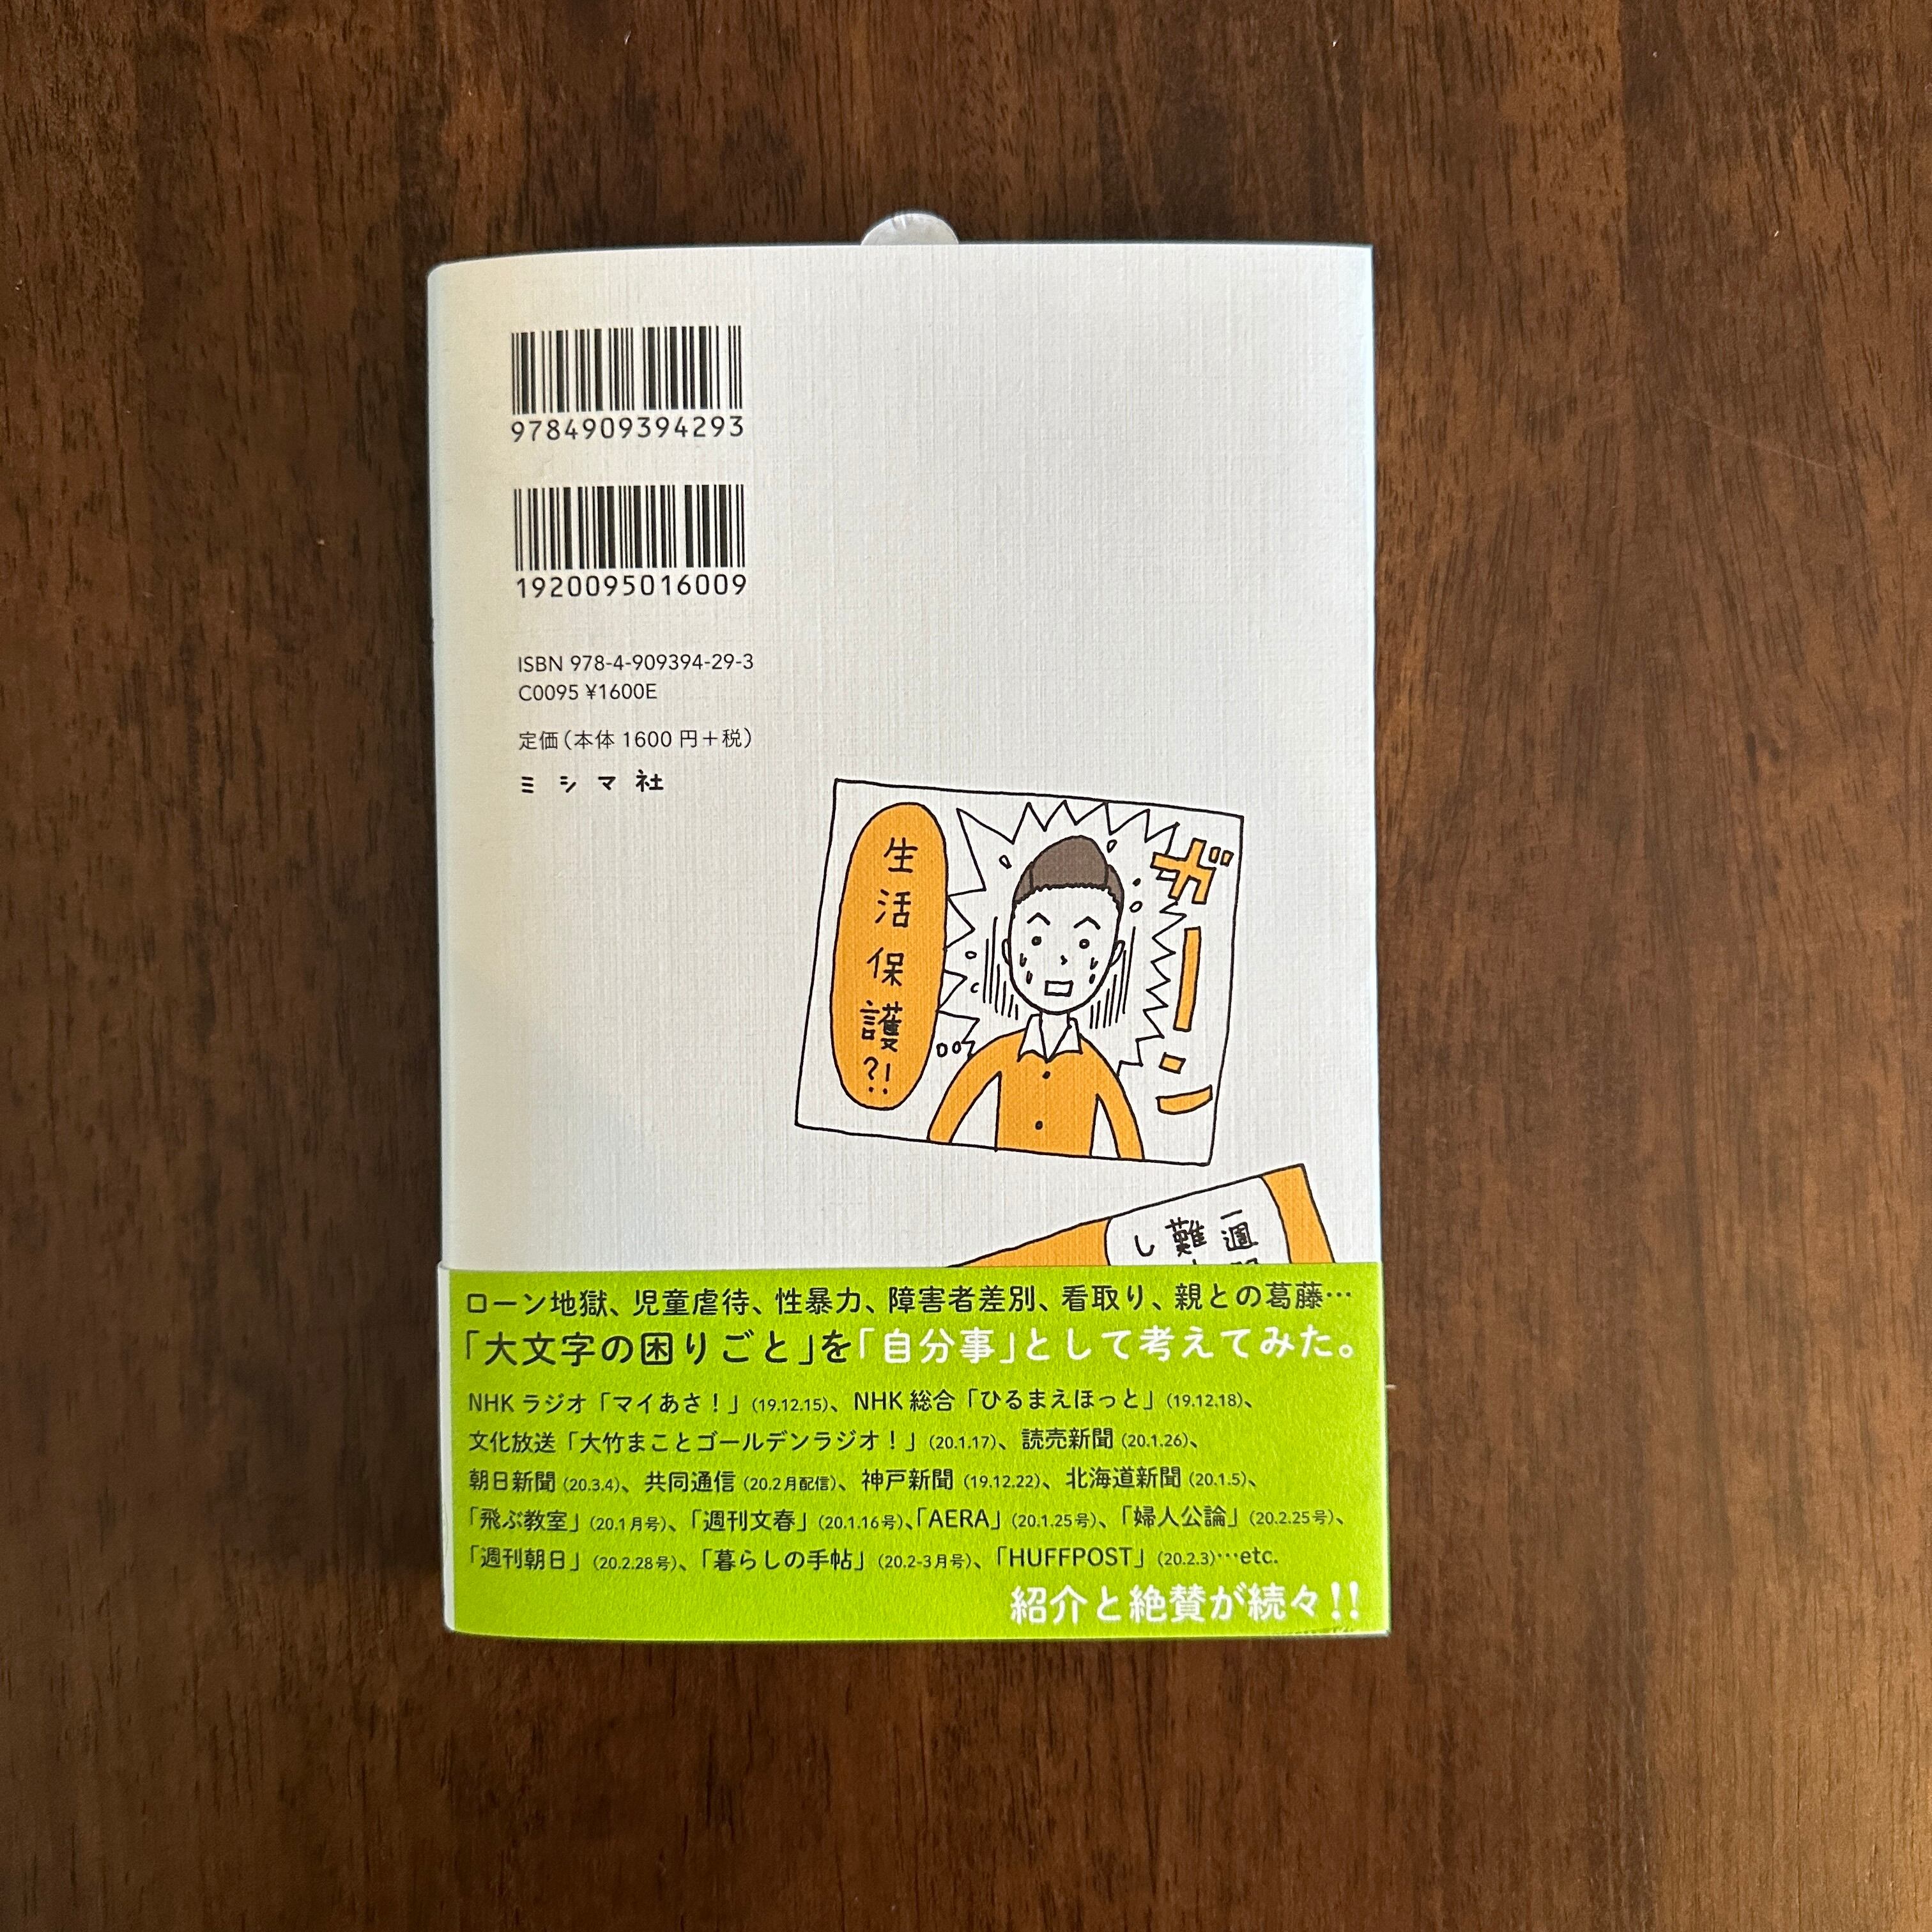 9784909394293
1920095016009
ISBN 978-4-909394-29-3
C0095 ¥1600E
定価（本体 1600 円＋税）
ミシマ社
ガーン
生活保護?!
一週
難
し
ローン地獄、児童虐待、性暴力、障害者差別、看取り、親との葛藤…
「大文字の困りごと」を「自分事」として考えてみた。
NHK ラジオ「マイあさ！」（19.12.15）、NHK 総合「ひるまえほっと」（19.12.18）、
文化放送「大竹まことゴールデンラジオ！」（20.1.17）、読売新聞（20.1.26）、
朝日新聞（20.3.4）、共同通信（20.2月配信）、神戸新聞（19.12.22）、北海道新聞（20.1.5）、
「飛ぶ教室」（20.1月号）、「週刊文春」（20.1.16号）、「AERA」（20.1.25号）、「婦人公論」（20.2.25号）、
「週刊朝日」（20.2.28号）、「暮らしの手帖」（20.2-3月号）、「HUFFPOST」（20.2.3）…etc.
紹介と絶賛が続々!!